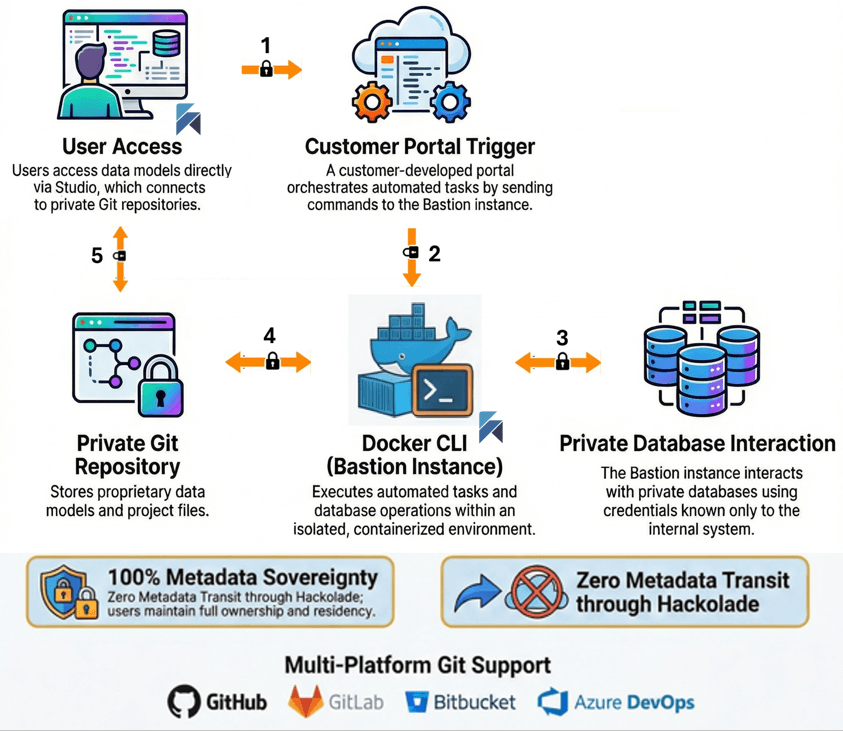 1
User Access
Users access data models directly
via Studio, which connects
to private Git repositories.
Customer Portal Trigger
A customer-developed portal
orchestrates automated tasks by sending
commands to the Bastion instance.
5
2
4
3
Private Git
Repository
Stores proprietary data
models and project files.
Docker CLI
(Bastion Instance)
Executes automated tasks and
database operations within an
isolated, containerized environment.
Private Database Interaction
The Bastion instance interacts
with private databases using
credentials known only to the
internal system.
100% Metadata Sovereignty
Zero Metadata Transit through Hackolade;
users maintain full ownership and residency.
Zero Metadata Transit
through Hackolade
Multi-Platform Git Support
GitHub
GitLab
Bitbucket
Azure DevOps